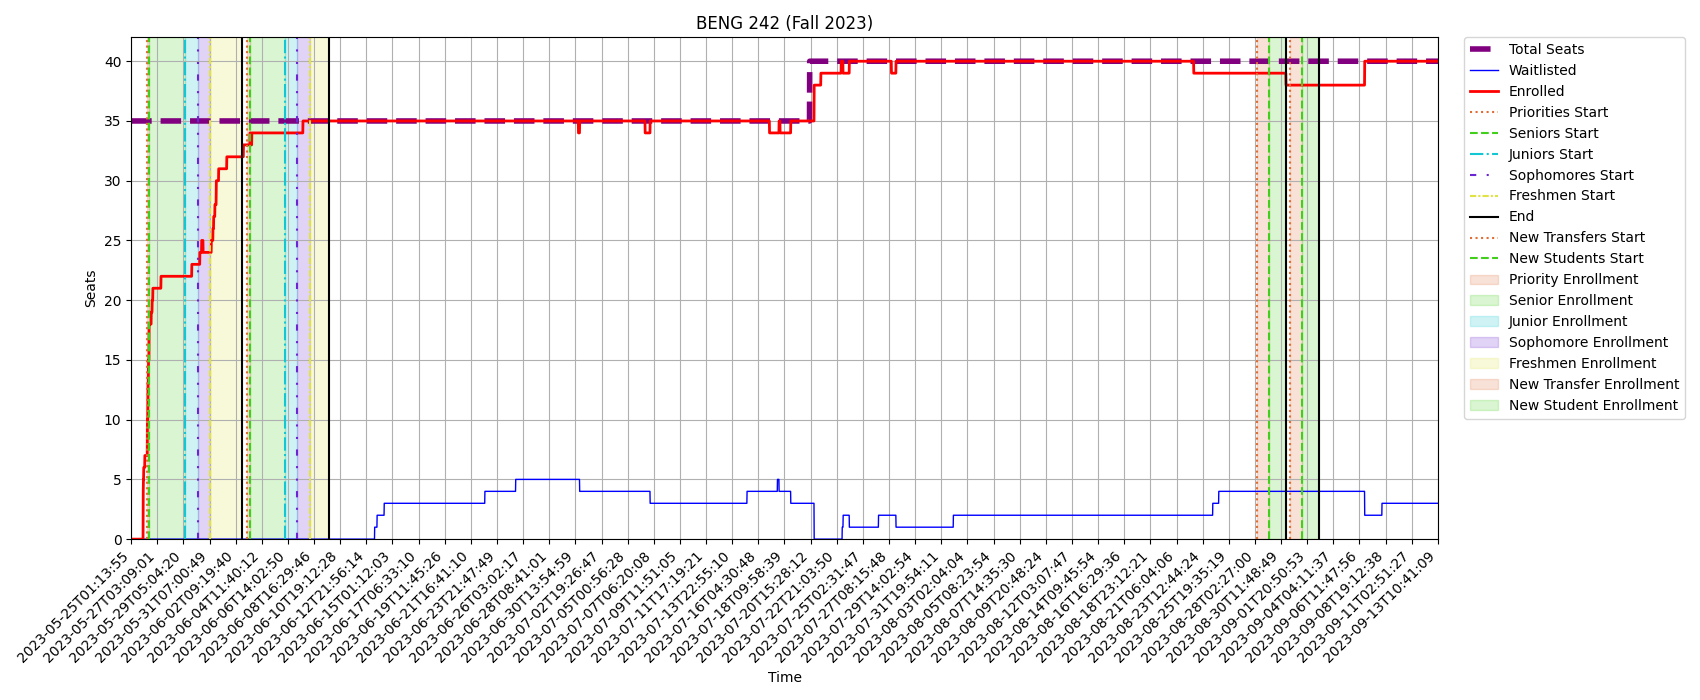 BENG 242 (Fall 2023)
Seats
40
35
30
25
20
15
10
5
0
2023-05-25T01:13:55
2023-05-27T03:09:01
2023-05-29T05:04:20
2023-05-31T07:00:49
2023-06-02T09:19:40
2023-06-04T11:40:12
2023-06-06T14:02:50
2023-06-08T16:29:46
2023-06-10T19:12:28
2023-06-12T21:56:14
2023-06-15T01:12:03
2023-06-17T06:33:10
2023-06-19T11:45:26
2023-06-21T16:41:10
2023-06-23T21:47:49
2023-06-26T03:02:17
2023-06-28T08:41:01
2023-06-30T13:54:59
2023-07-02T19:26:47
2023-07-05T00:56:28
2023-07-07T06:20:08
2023-07-09T11:51:05
2023-07-11T17:19:21
2023-07-13T22:55:10
2023-07-16T04:30:48
2023-07-18T09:58:39
2023-07-20T15:28:12
2023-07-22T21:03:50
2023-07-25T02:31:47
2023-07-27T08:15:48
2023-07-29T14:02:54
2023-07-31T19:54:11
2023-08-03T02:04:04
2023-08-05T08:23:54
2023-08-07T14:35:30
2023-08-09T20:48:24
2023-08-12T03:07:47
2023-08-14T09:45:54
2023-08-16T16:29:36
2023-08-18T23:12:21
2023-08-21T06:04:06
2023-08-23T12:44:24
2023-08-25T19:35:19
2023-08-28T02:27:00
2023-08-30T11:48:49
2023-09-01T20:50:53
2023-09-04T04:11:37
2023-09-06T11:47:56
2023-09-08T19:12:38
2023-09-11T02:51:27
2023-09-13T10:41:09
Time
Total Seats
Waitlisted
Enrolled
Priorities Start
Seniors Start
Juniors Start
Sophomores Start
Freshmen Start
End
New Transfers Start
New Students Start
Priority Enrollment
Senior Enrollment
Junior Enrollment
Sophomore Enrollment
Freshmen Enrollment
New Transfer Enrollment
New Student Enrollment